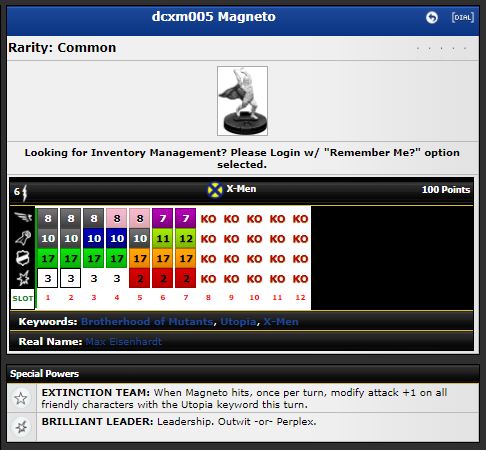 dcxm005 Magneto
[DIAL]
Rarity: Common
Looking for Inventory Management? Please Login w/ "Remember Me?" option
selected.
6 X-Men 100 Points
8 8 8 8 8 7 7 KO KO KO KO KO
10 10 10 10 10 11 12 KO KO KO KO KO
17 17 17 17 17 17 17 KO KO KO KO KO
3 3 3 3 2 2 2 KO KO KO KO KO
SLOT 1 2 3 4 5 6 7 8 9 10 11 12
Keywords: Brotherhood of Mutants, Utopia, X-Men
Real Name: Max Eisenhardt
Special Powers
EXTINCTION TEAM: When Magneto hits, once per turn, modify attack +1 on all
friendly characters with the Utopia keyword this turn.
BRILLIANT LEADER: Leadership. Outwit -or- Perplex.